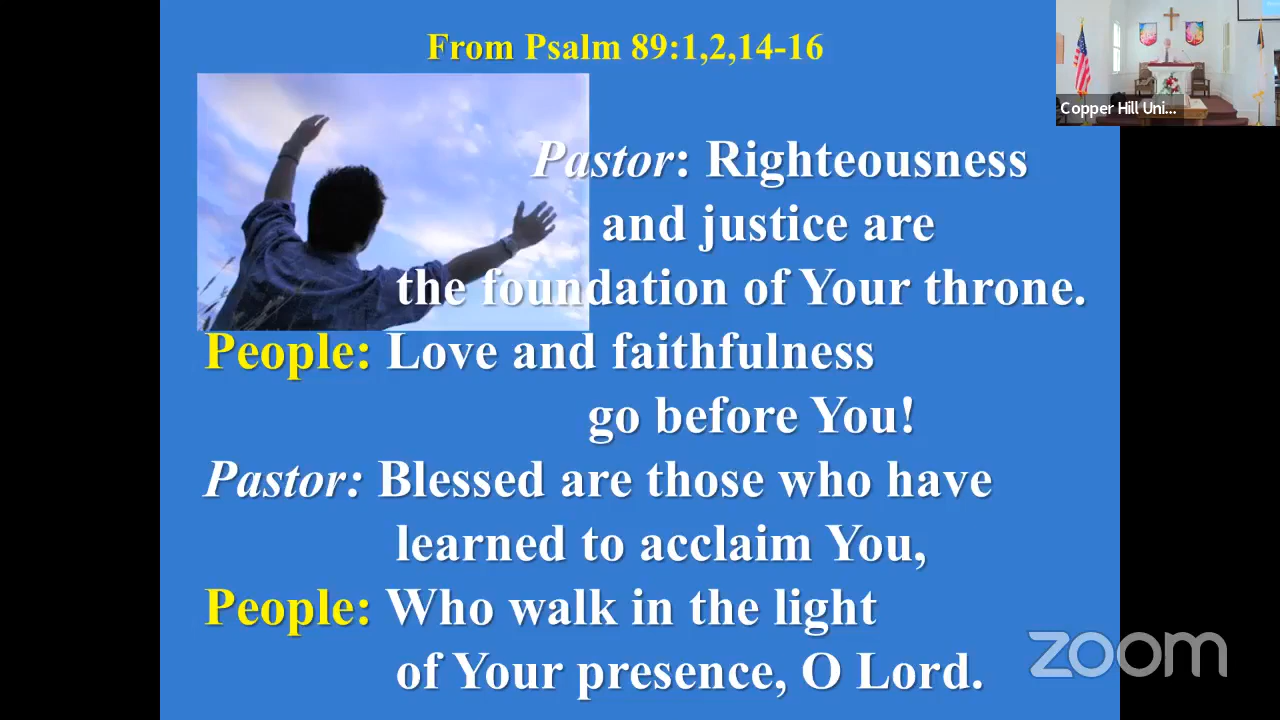 From Psalm 89:1,2,14-16
Copper Hill Uni...
Pastor: Righteousness
and justice are
the foundation of Your throne.
People: Love and faithfulness
go before You!
Pastor: Blessed are those who have
learned to acclaim You,
People: Who walk in the light
of Your presence, O Lord.
zoom